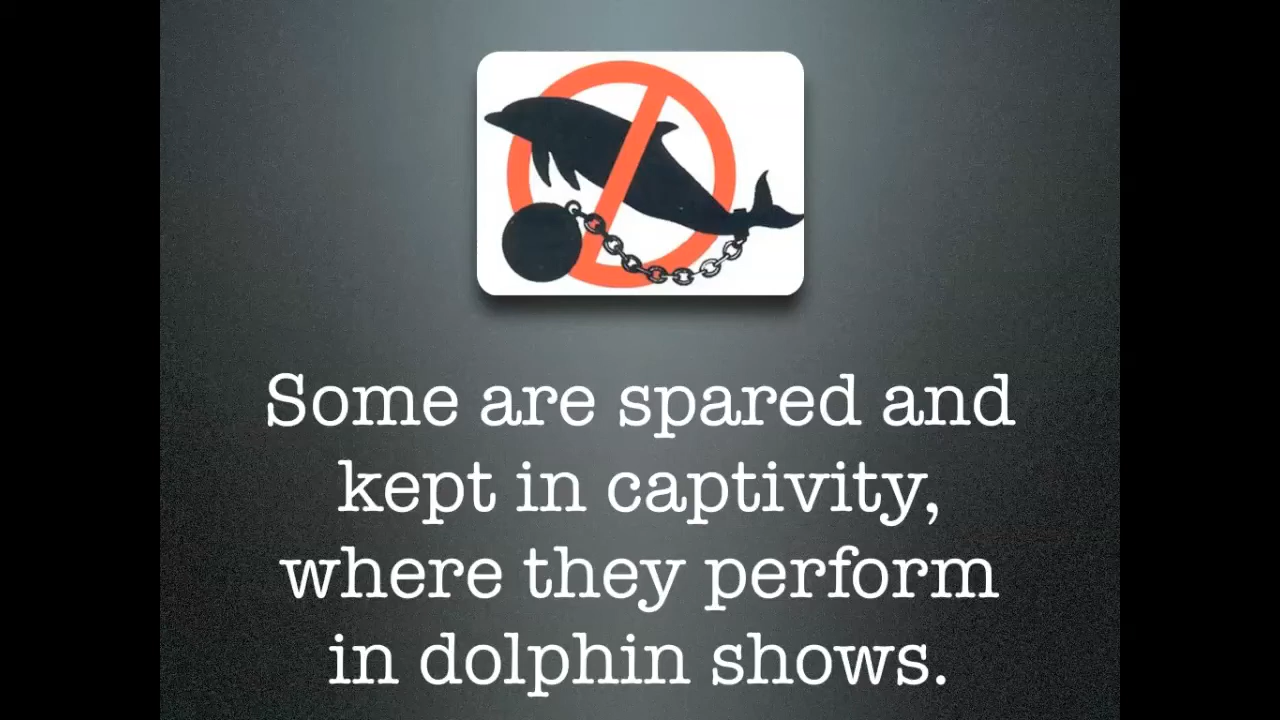 Some are spared and
kept in captivity,
where they perform
in dolphin shows.